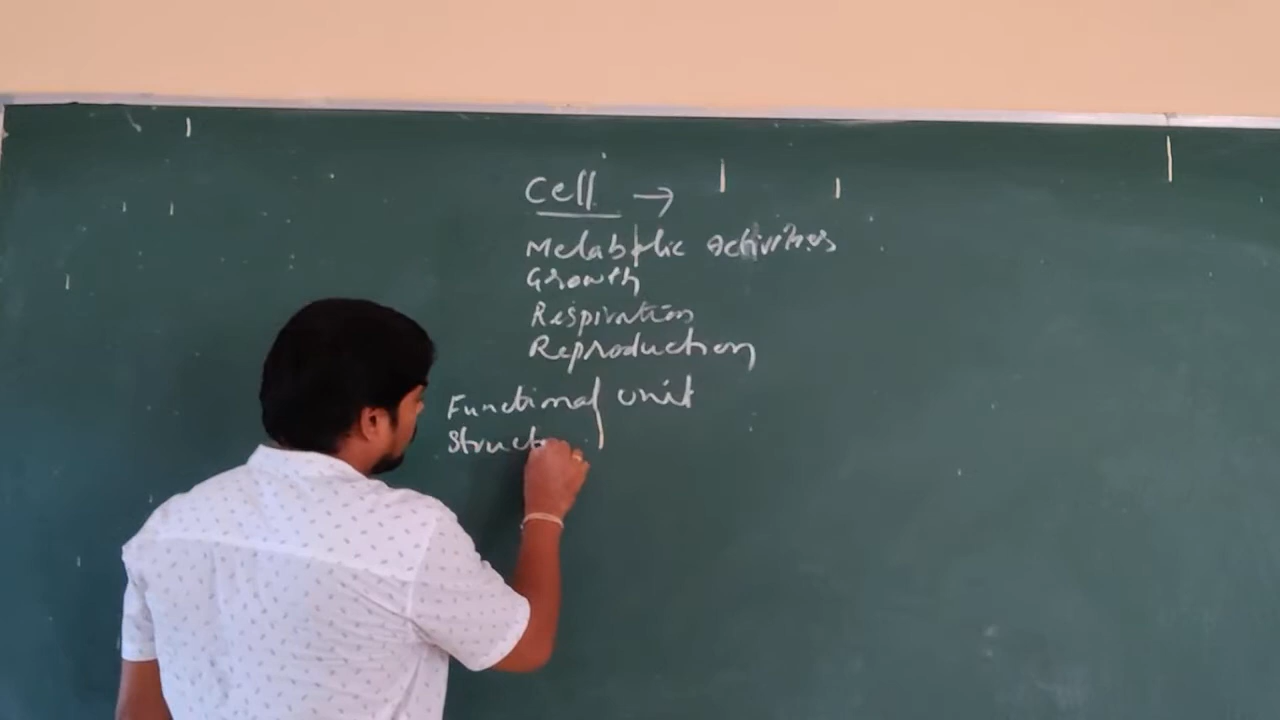 Cell →
Metabolic activities
Growth
Respiration
Reproduction
Functional unit
Struct